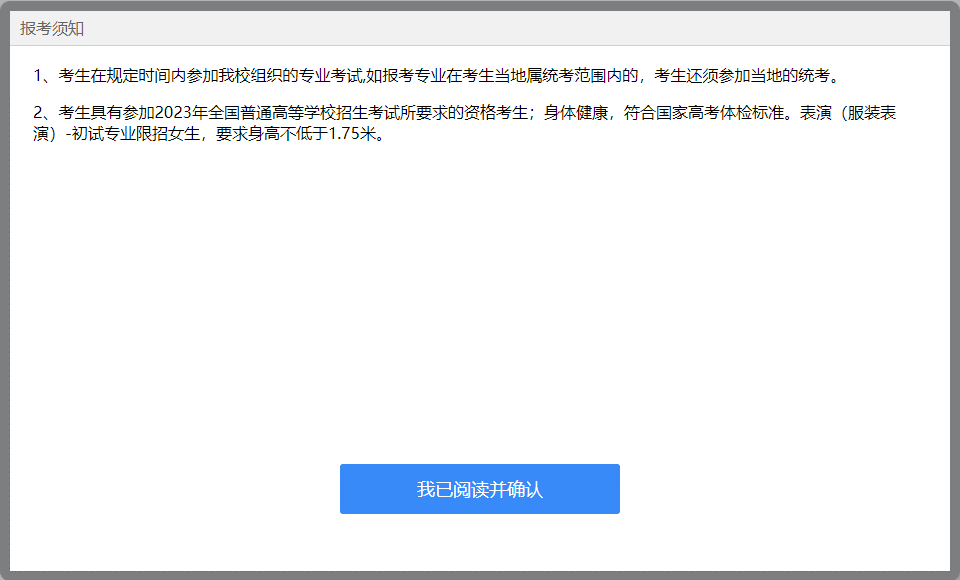 报考须知
1、考生在规定时间内参加我校组织的专业考试,如报考专业在考生当地属统考范围内的，考生还须参加当地的统考。
2、考生具有参加2023年全国普通高等学校招生考试所要求的资格考生；身体健康，符合国家高考体检标准。表演（服装表
演）-初试专业限招女生，要求身高不低于1.75米。
我已阅读并确认